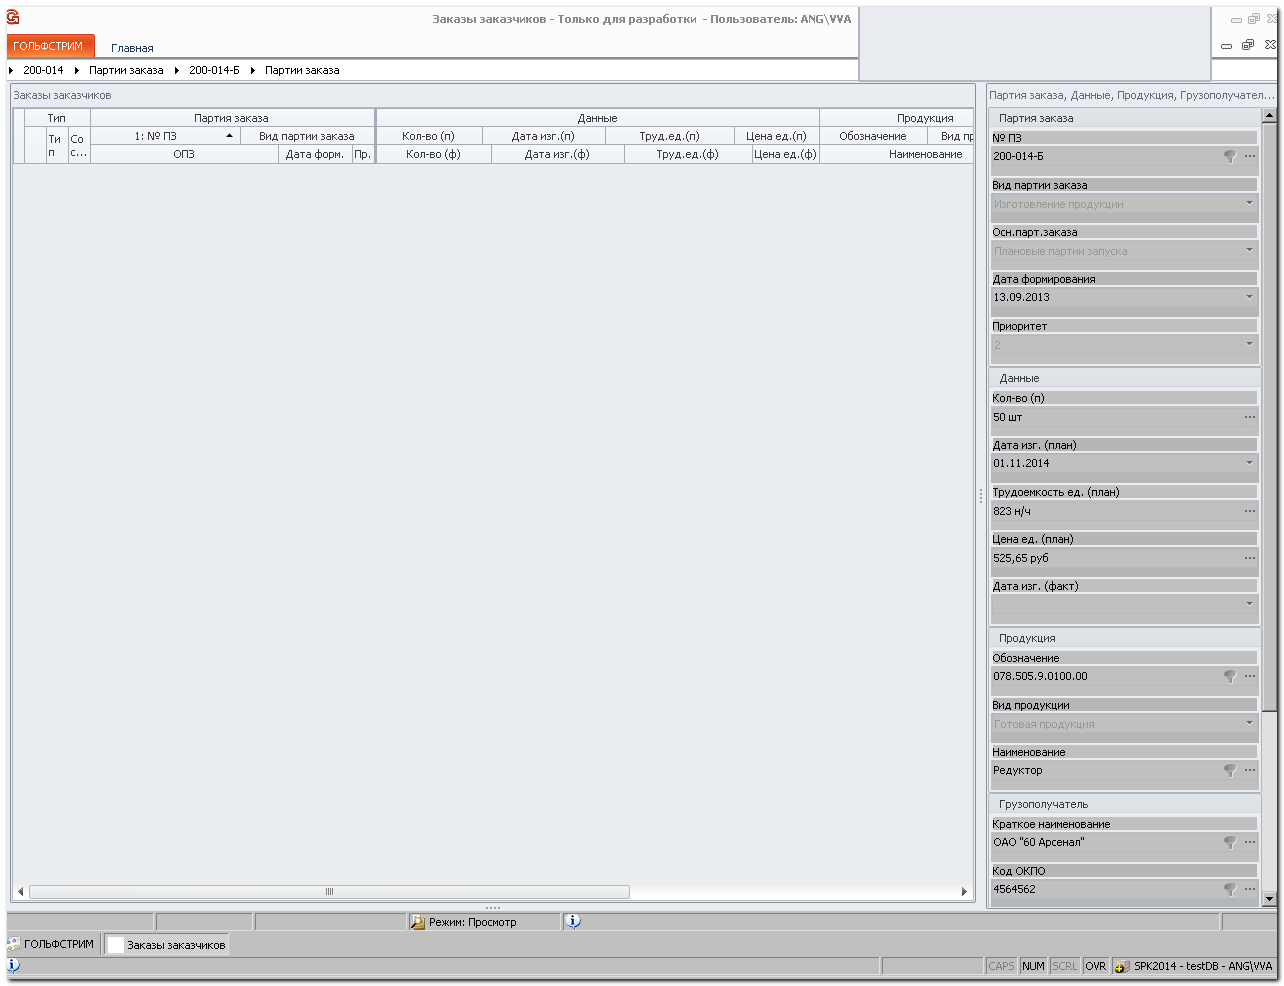 Заказы заказчиков - Только для разработки - Пользователь: ANG\VVA
ГОЛЬФСТРИМ Главная
200-014 Партии заказа 200-014-Б Партии заказа
Заказы заказчиков
Тип Партия заказа Данные Продукция
Ти п Со с... 1: № ПЗ Вид партии заказа Кол-во (п) Дата изг.(п) Труд.ед.(п) Цена ед.(п) Обозначение Вид пр
ОПЗ Дата форм. Пр. Кол-во (ф) Дата изг.(ф) Труд.ед.(ф) Цена ед.(ф) Наименование
Партия заказа, Данные, Продукция, Грузополучател...
Партия заказа
№ ПЗ
200-014-Б
Вид партии заказа
Изготовление продукции
Осн.парт.заказа
Плановые партии запуска
Дата формирования
13.09.2013
Приоритет
2
Данные
Кол-во (п)
50 шт
Дата изг. (план)
01.11.2014
Трудоемкость ед. (план)
823 н/ч
Цена ед. (план)
525,65 руб
Дата изг. (факт)
Продукция
Обозначение
078.505.9.0100.00
Вид продукции
Готовая продукция
Наименование
Редуктор
Грузополучатель
Краткое наименование
ОАО "60 Арсенал"
Код ОКПО
4564562
Режим: Просмотр
ГОЛЬФСТРИМ Заказы заказчиков
CAPS NUM SCRL OVR SPK2014 - testDB - ANG\VVA